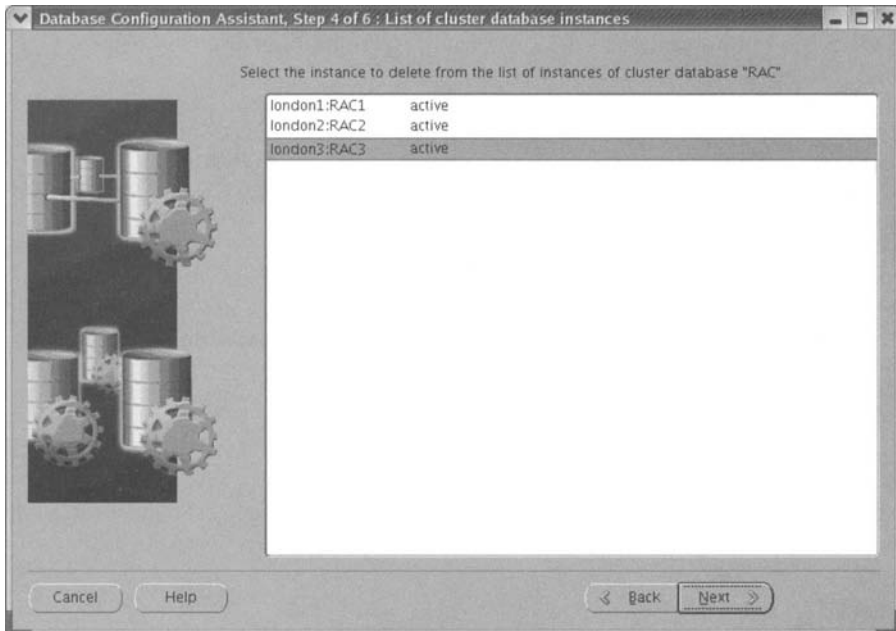 Database Configuration Assistant, Step 4 of 6 : List of cluster database instances
Select the instance to delete from the list of instances of cluster database "RAC"
london1:RAC1 active
london2:RAC2 active
london3:RAC3 active
Cancel Help Back Next